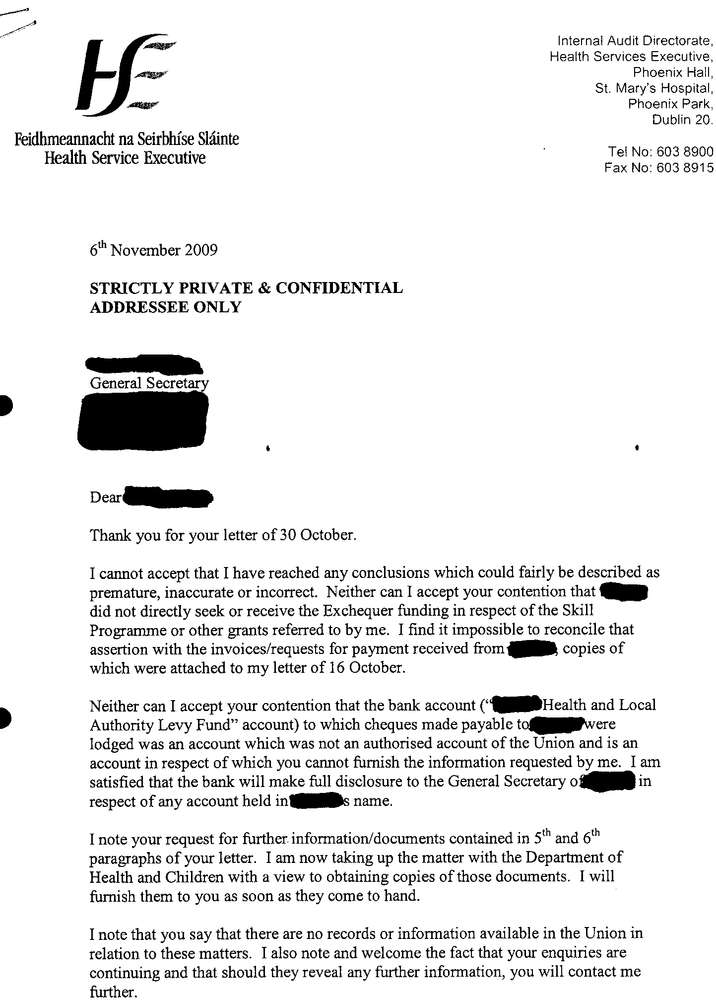 HSE
Feidhmeannacht na Seirbhíse Sláinte
Health Service Executive
Internal Audit Directorate,
Health Services Executive,
Phoenix Hall,
St. Mary's Hospital,
Phoenix Park,
Dublin 20.
Tel No: 603 8900
Fax No: 603 8915
6th November 2009
STRICTLY PRIVATE & CONFIDENTIAL
ADDRESSEE ONLY
General Secretary
Dear
Thank you for your letter of 30 October.
I cannot accept that I have reached any conclusions which could fairly be described as
premature, inaccurate or incorrect. Neither can I accept your contention that
did not directly seek or receive the Exchequer funding in respect of the Skill
Programme or other grants referred to by me. I find it impossible to reconcile that
assertion with the invoices/requests for payment received from , copies of
which were attached to my letter of 16 October.
Neither can I accept your contention that the bank account (“ Health and Local
Authority Levy Fund” account) to which cheques made payable to were
lodged was an account which was not an authorised account of the Union and is an
account in respect of which you cannot furnish the information requested by me. I am
satisfied that the bank will make full disclosure to the General Secretary of in
respect of any account held in s name.
I note your request for further information/documents contained in 5th and 6th
paragraphs of your letter. I am now taking up the matter with the Department of
Health and Children with a view to obtaining copies of those documents. I will
furnish them to you as soon as they come to hand.
I note that you say that there are no records or information available in the Union in
relation to these matters. I also note and welcome the fact that your enquiries are
continuing and that should they reveal any further information, you will contact me
further.